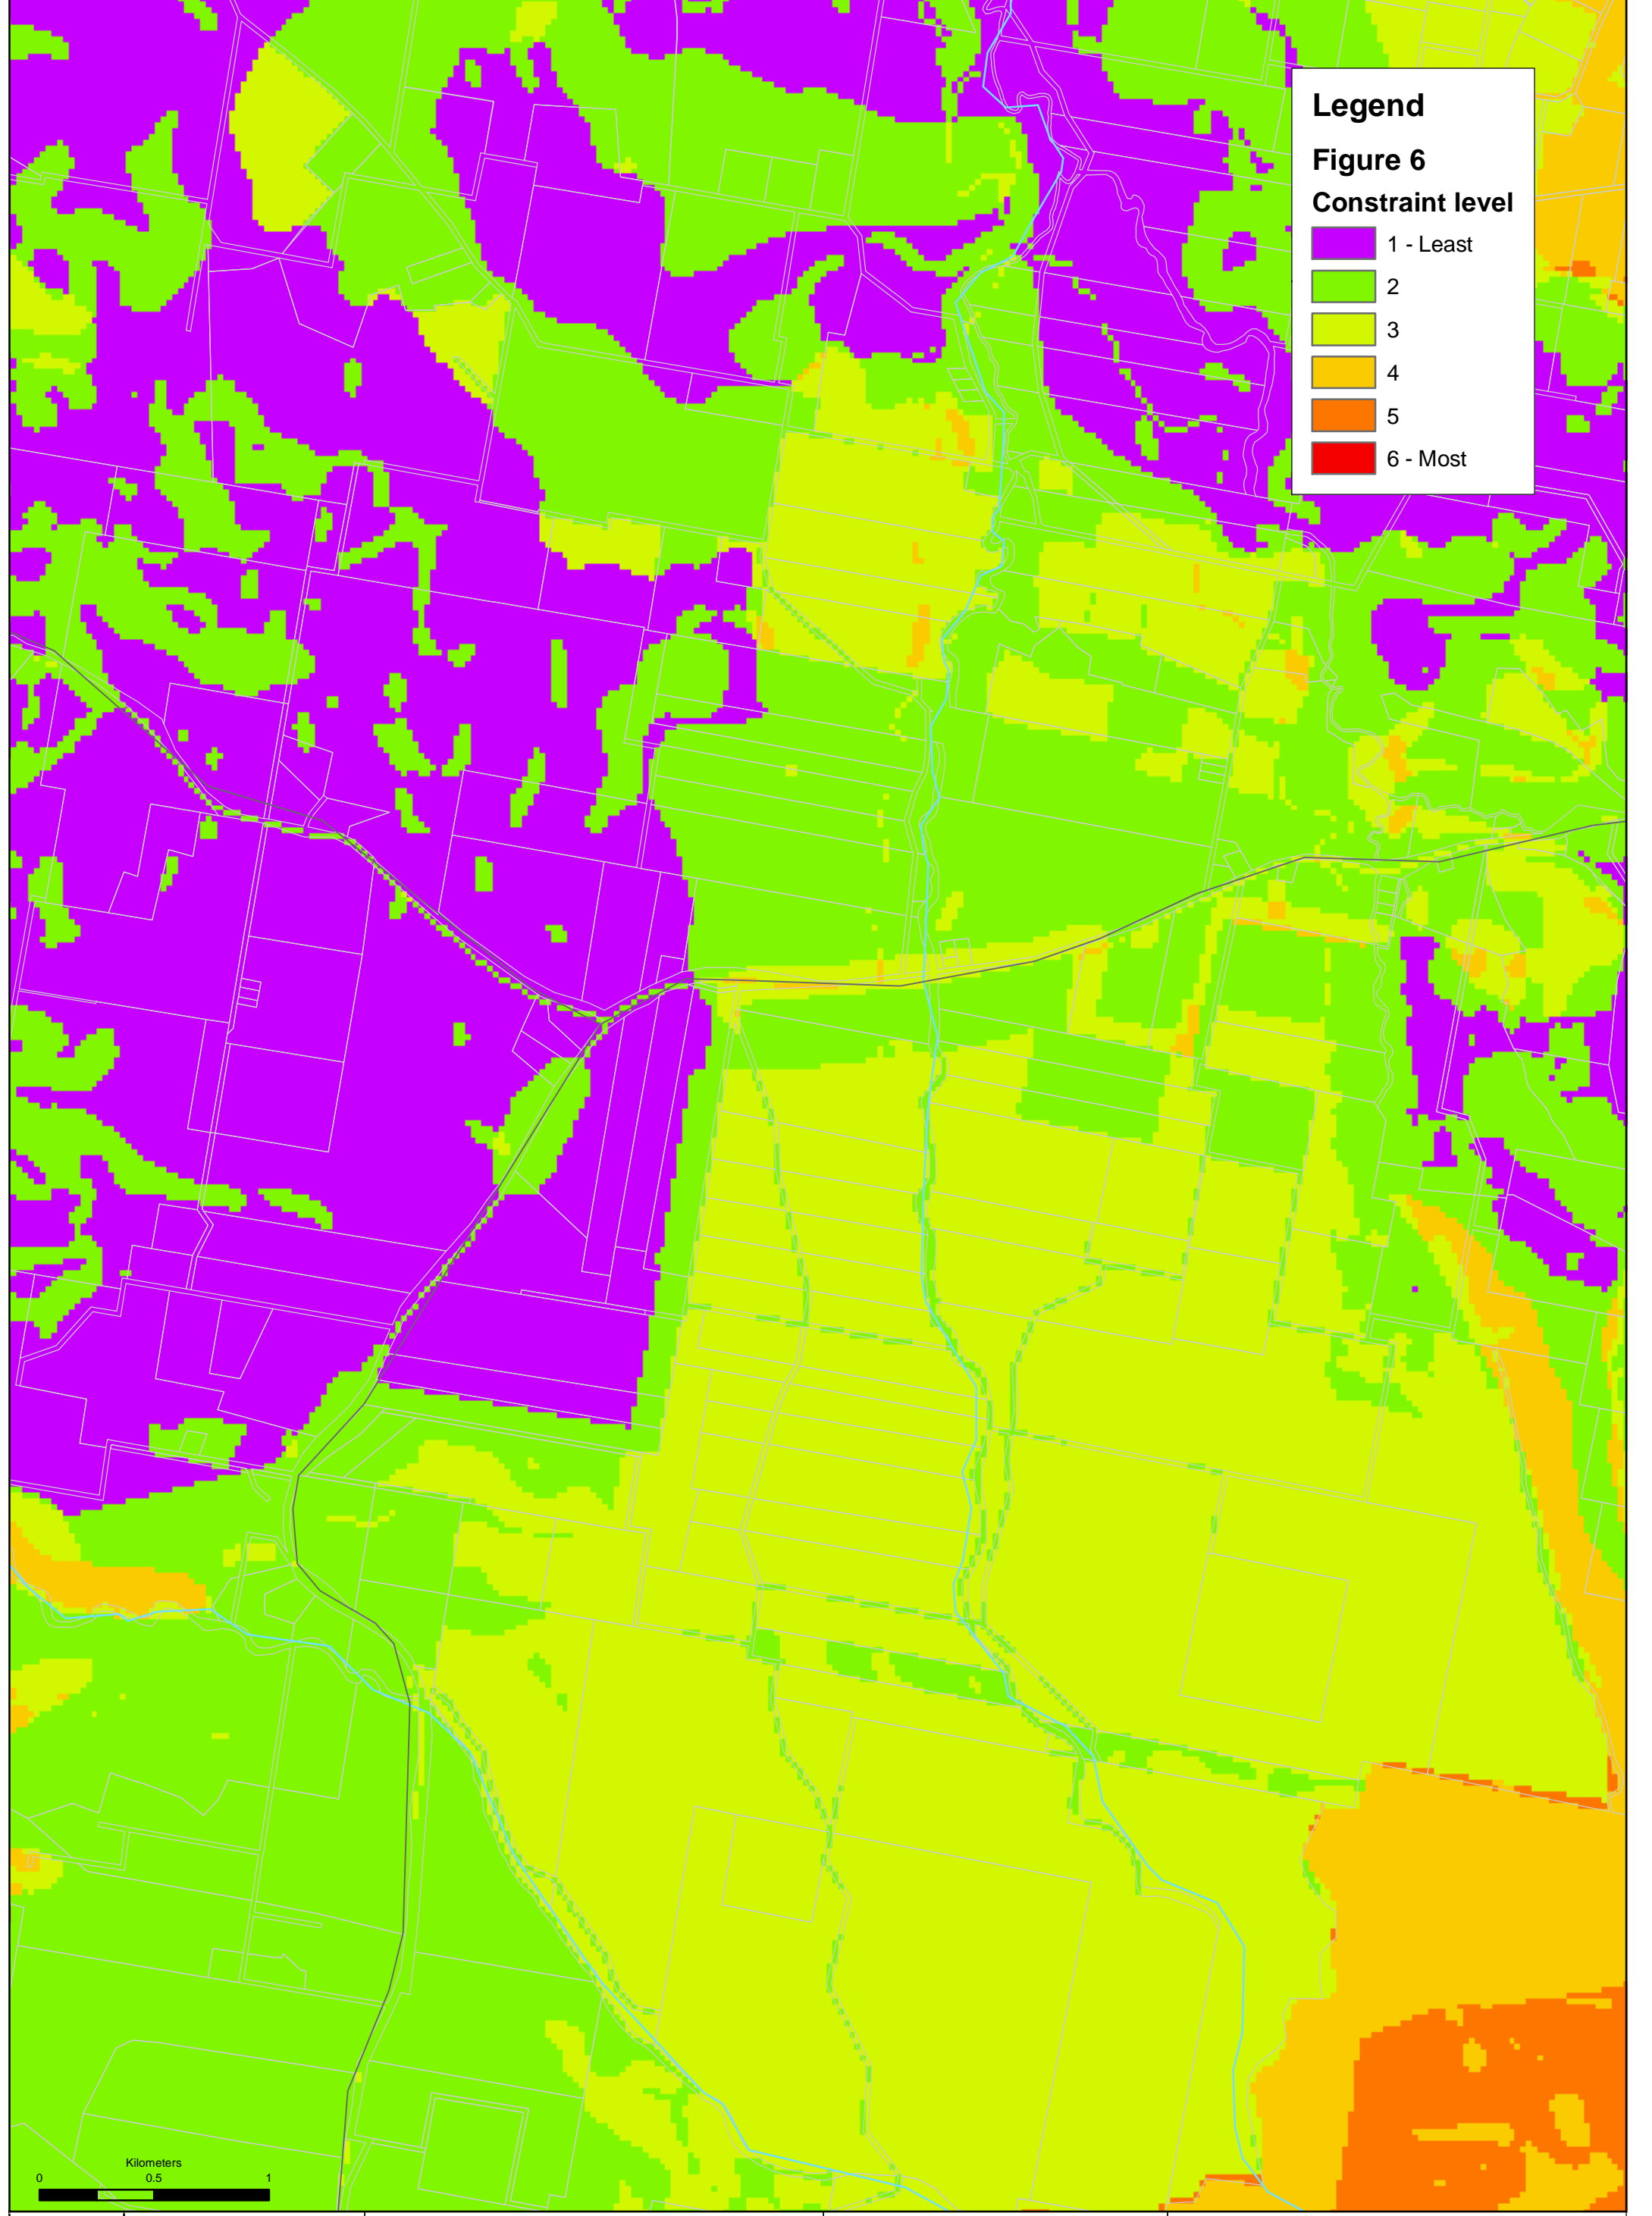 Legend
Figure 6
Constraint level
1 - Least
2
3
4
5
6 - Most
Kilometers
0 0.5 1